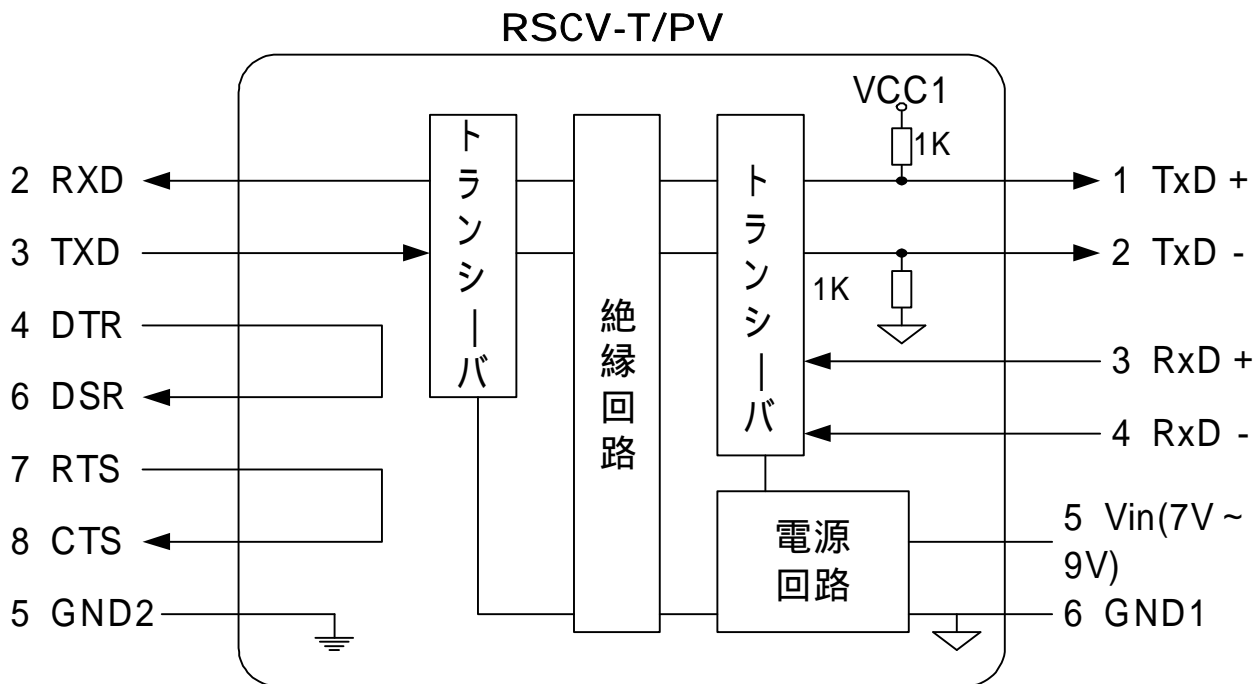 RSCV-T/PV
VCC1
1K
2 RXD
1 TxD +
3 TXD
2 TxD -
1K
4 DTR
6 DSR
3 RxD +
4 RxD -
7 RTS
8 CTS
5 Vin(7V ~
9V)
5 GND2
6 GND1
トランシーバ
絶縁回路
トランシーバ
電源
回路